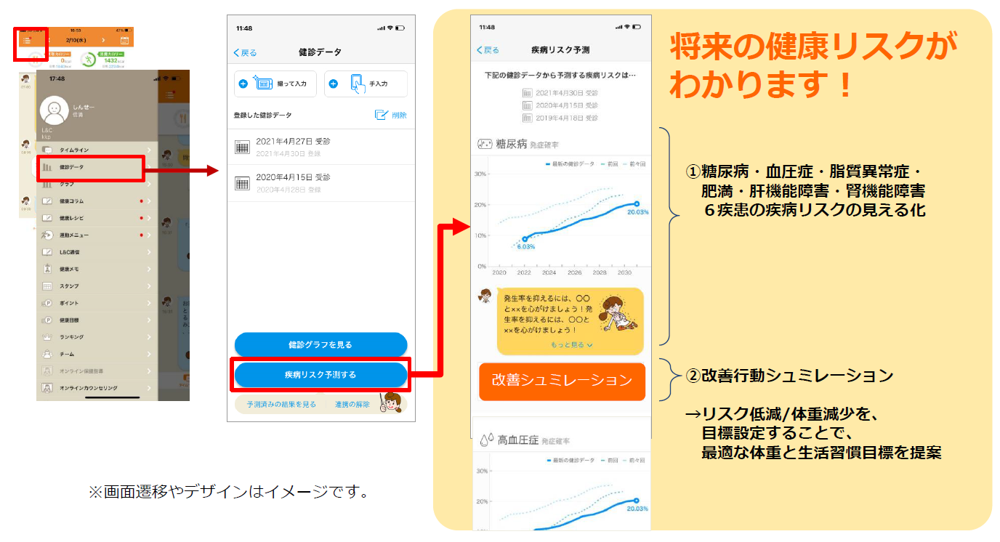 16:53
47%
2/10(水)
摂取カロリー
消費カロリー
0kcal
1432kcal
17:48
しんせー
L&C
kkp
タイムライン
健診データ
グラフ
健康コラム
健康レシピ
運動メニュー
L&C通信
健康メモ
スタンプ
ポイント
健康目標
ランキング
チーム
オンライン保健指導
オンラインカウンセリング
11:48
戻る
健診データ
撮って入力
手入力
登録した健診データ
削除
2021年4月27日 受診
2021年4月30日 登録
2020年4月15日 受診
2020年4月28日 登録
健診グラフを見る
疾病リスク予測する
予測済みの結果を見る
連携の解除
※画面遷移やデザインはイメージです。
11:48
戻る
疾病リスク予測
下記の健診データから予測する疾病リスクは…
2021年4月30日 受診
2020年4月15日 受診
2019年4月18日 受診
糖尿病 発症確率
最新の健診データ 前回 前々回
30%
20%
20.03%
10%
6.03%
0%
2020 2022 2024 2026 2028 2030
発生率を抑えるには、〇〇
と××を心がけましょう！発
生率を抑えるには、〇〇と
××を心がけましょう！
もっと見る
改善シュミレーション
高血圧症 発症確率
最新の健診データ 前回 前々回
30%
20%
20.03%
将来の健康リスクが
わかります！
①糖尿病・血圧症・脂質異常症・
肥満・肝機能障害・腎機能障害
６疾患の疾病リスクの見える化
②改善行動シュミレーション
→リスク低減/体重減少を、
目標設定することで、
最適な体重と生活習慣目標を提案